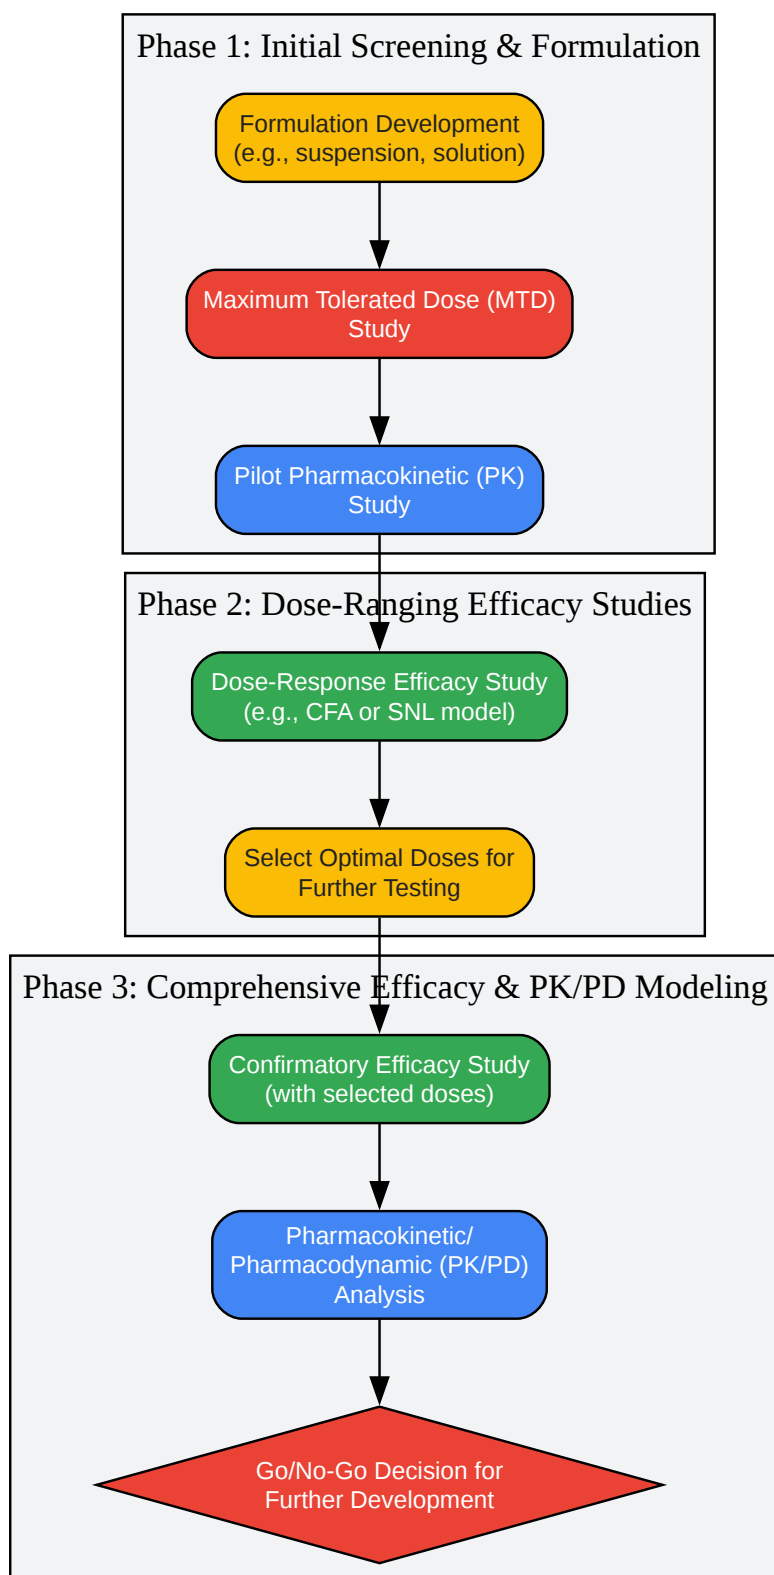 Phase 1: Initial Screening & Formulation
Formulation Development
(e.g., suspension, solution)
Maximum Tolerated Dose (MTD)
Study
Pilot Pharmacokinetic (PK)
Study
Phase 2: Dose-Ranging Efficacy Studies
Dose-Response Efficacy Study
(e.g., CFA or SNL model)
Select Optimal Doses for
Further Testing
Phase 3: Comprehensive Efficacy & PK/PD Modeling
Confirmatory Efficacy Study
(with selected doses)
Pharmacokinetic/
Pharmacodynamic (PK/PD)
Analysis
Go/No-Go Decision for
Further Development